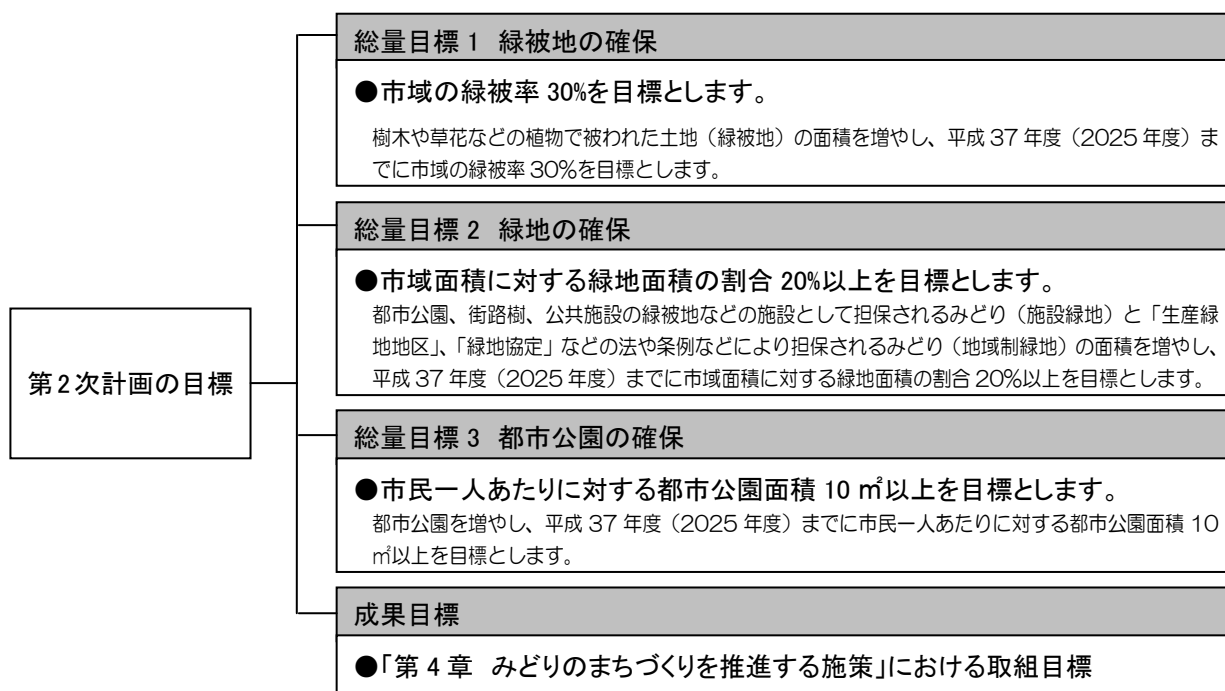 第2次計画の目標
総量目標 1 緑被地の確保
●市域の緑被率 30%を目標とします。
樹木や草花などの植物で被われた土地（緑被地）の面積を増やし、平成 37 年度（2025 年度）ま
でに市域の緑被率 30％を目標とします。
総量目標 2 緑地の確保
●市域面積に対する緑地面積の割合 20%以上を目標とします。
都市公園、街路樹、公共施設の緑被地などの施設として担保されるみどり（施設緑地）と「生産緑
地地区」、「緑地協定」などの法や条例などにより担保されるみどり（地域制緑地）の面積を増やし、
平成 37 年度（2025 年度）までに市域面積に対する緑地面積の割合 20％以上を目標とします。
総量目標 3 都市公園の確保
●市民一人あたりに対する都市公園面積 10 ㎡以上を目標とします。
都市公園を増やし、平成 37 年度（2025 年度）までに市民一人あたりに対する都市公園面積 10
㎡以上を目標とします。
成果目標
●「第 4 章 みどりのまちづくりを推進する施策」における取組目標